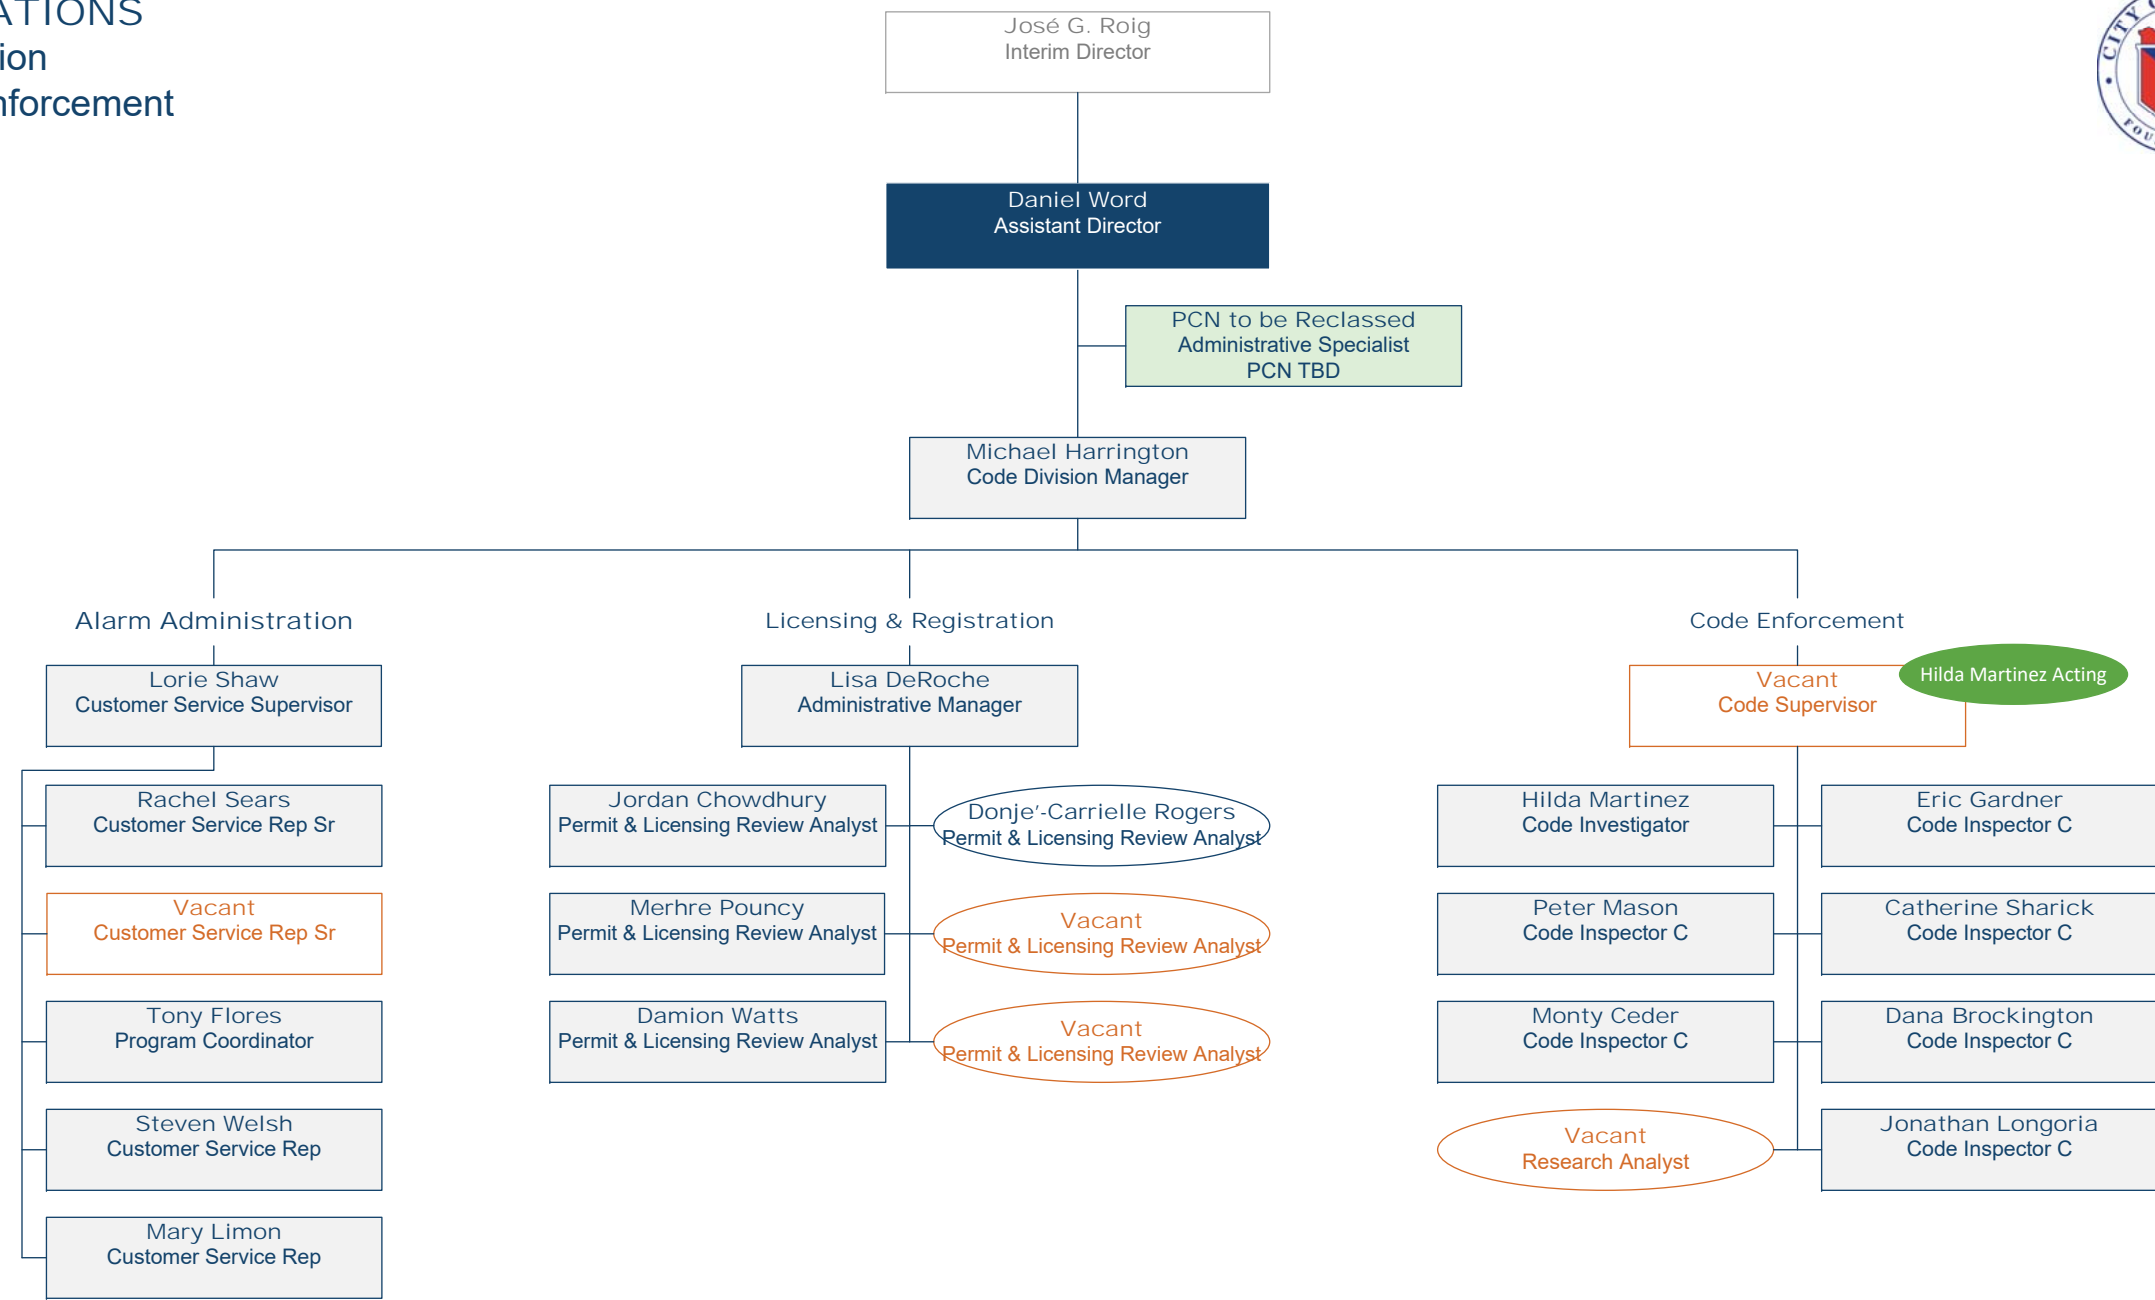 José G. Roig
Interim Director
Daniel Word
Assistant Director
PCN to be Reclassed
Administrative Specialist
PCN TBD
Michael Harrington
Code Division Manager
Alarm Administration
Lorie Shaw
Customer Service Supervisor
Rachel Sears
Customer Service Rep Sr
Vacant
Customer Service Rep Sr
Tony Flores
Program Coordinator
Steven Welsh
Customer Service Rep
Mary Limon
Customer Service Rep
Licensing & Registration
Lisa DeRoche
Administrative Manager
Jordan Chowdhury
Permit & Licensing Review Analyst
Donje'-Carrielle Rogers
Permit & Licensing Review Analyst
Merhre Pouncy
Permit & Licensing Review Analyst
Vacant
Permit & Licensing Review Analyst
Damion Watts
Permit & Licensing Review Analyst
Vacant
Permit & Licensing Review Analyst
Code Enforcement
Vacant
Code Supervisor
Hilda Martinez Acting
Hilda Martinez
Code Investigator
Eric Gardner
Code Inspector C
Peter Mason
Code Inspector C
Catherine Sharick
Code Inspector C
Monty Ceder
Code Inspector C
Dana Brockington
Code Inspector C
Vacant
Research Analyst
Jonathan Longoria
Code Inspector C
CITY